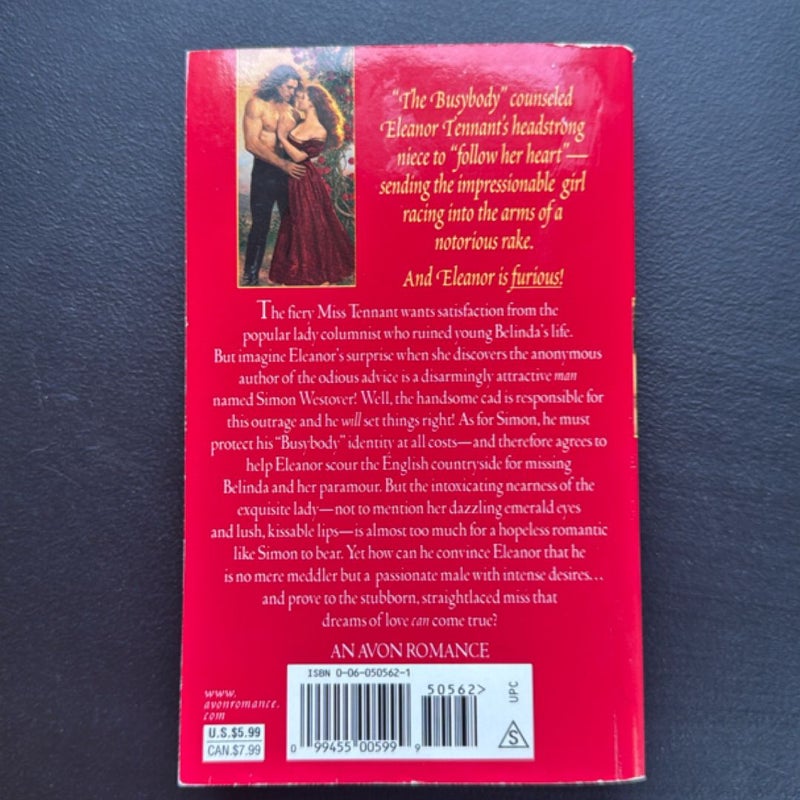 “The Busybody” counseled
Eleanor Tennant's headstrong
niece to “follow her heart”—
sending the impressionable girl
racing into the arms of a
notorious rake.
And Eleanor is furious!
The fiery Miss Tennant wants satisfaction from the
popular lady columnist who ruined young Belinda's life.
But imagine Eleanor's surprise when she discovers the anonymous
author of the odious advice is a disarmingly attractive man
named Simon Westover! Well, the handsome cad is responsible for
this outrage and he will set things right! As for Simon, he must
protect his “Busybody” identity at all costs—and therefore agrees to
help Eleanor scour the English countryside for missing
Belinda and her paramour. But the intoxicating nearness of the
exquisite lady—not to mention her dazzling emerald eyes
and lush, kissable lips—is almost too much for a hopeless romantic
like Simon to bear. Yet how can he convince Eleanor that he
is no mere meddler but a passionate male with intense desires...
and prove to the stubborn, straightlaced miss that
dreams of love can come true?
AN AVON ROMANCE
www.
avonromance.
com
U.S.$5.99
CAN.$7.99
ISBN 0-06-050562-1
50562>
0 99455 00599 9
UPC
S